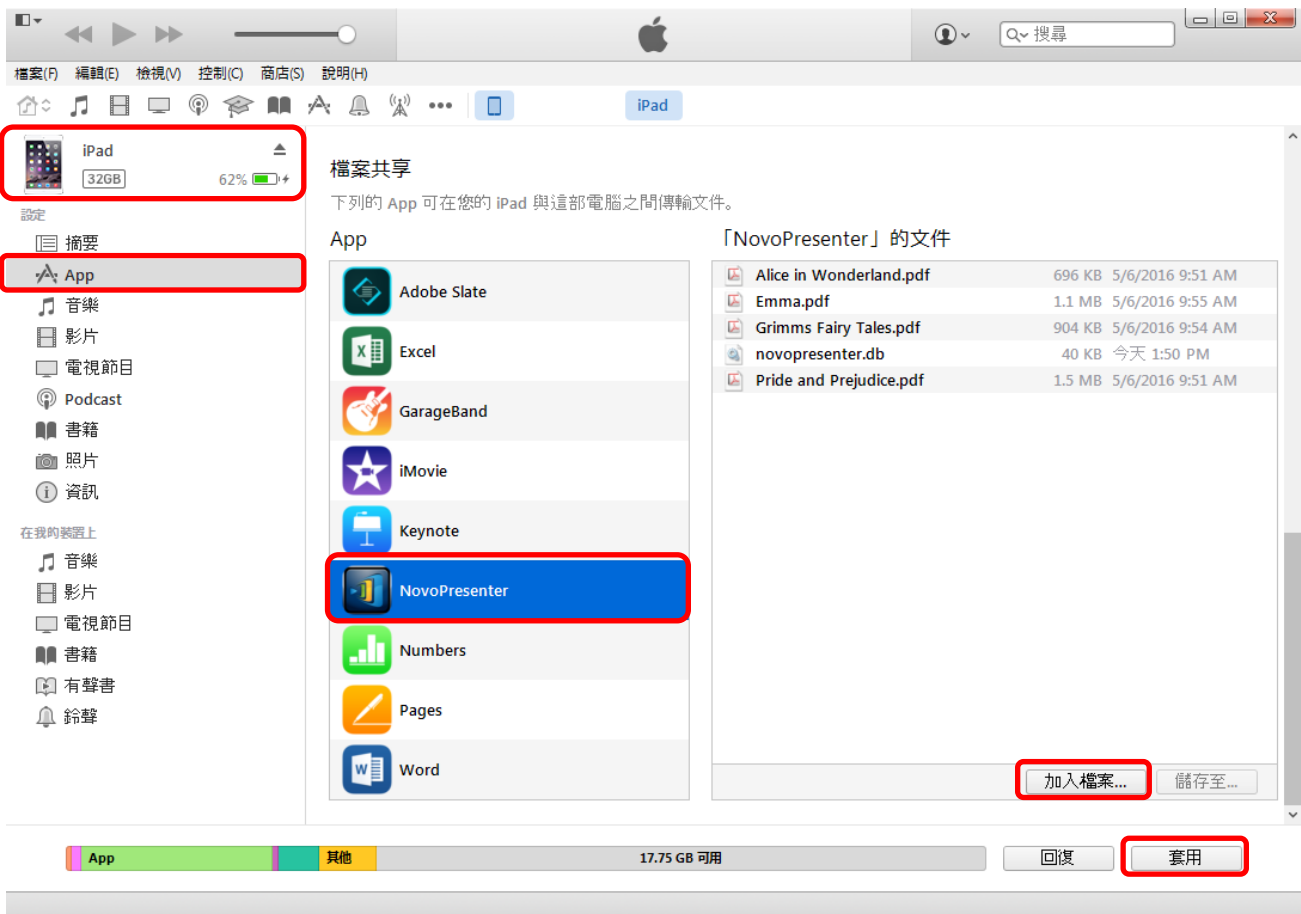 搜尋
檔案(F) 編輯(E) 檢視(V) 控制(C) 商店(S) 說明(H)
iPad
iPad
32GB 62%
設定
摘要
App
音樂
影片
電視節目
Podcast
書籍
照片
資訊
在我的裝置上
音樂
影片
電視節目
書籍
有聲書
鈴聲
檔案共享
下列的 App 可在您的 iPad 與這部電腦之間傳輸文件。
App
Adobe Slate
Excel
GarageBand
iMovie
Keynote
NovoPresenter
Numbers
Pages
Word
「NovoPresenter」的文件
Alice in Wonderland.pdf 696 KB 5/6/2016 9:51 AM
Emma.pdf 1.1 MB 5/6/2016 9:55 AM
Grimms Fairy Tales.pdf 904 KB 5/6/2016 9:54 AM
novopresenter.db 40 KB 今天 1:50 PM
Pride and Prejudice.pdf 1.5 MB 5/6/2016 9:51 AM
加入檔案... 儲存至...
App 其他 17.75 GB 可用 回復 套用